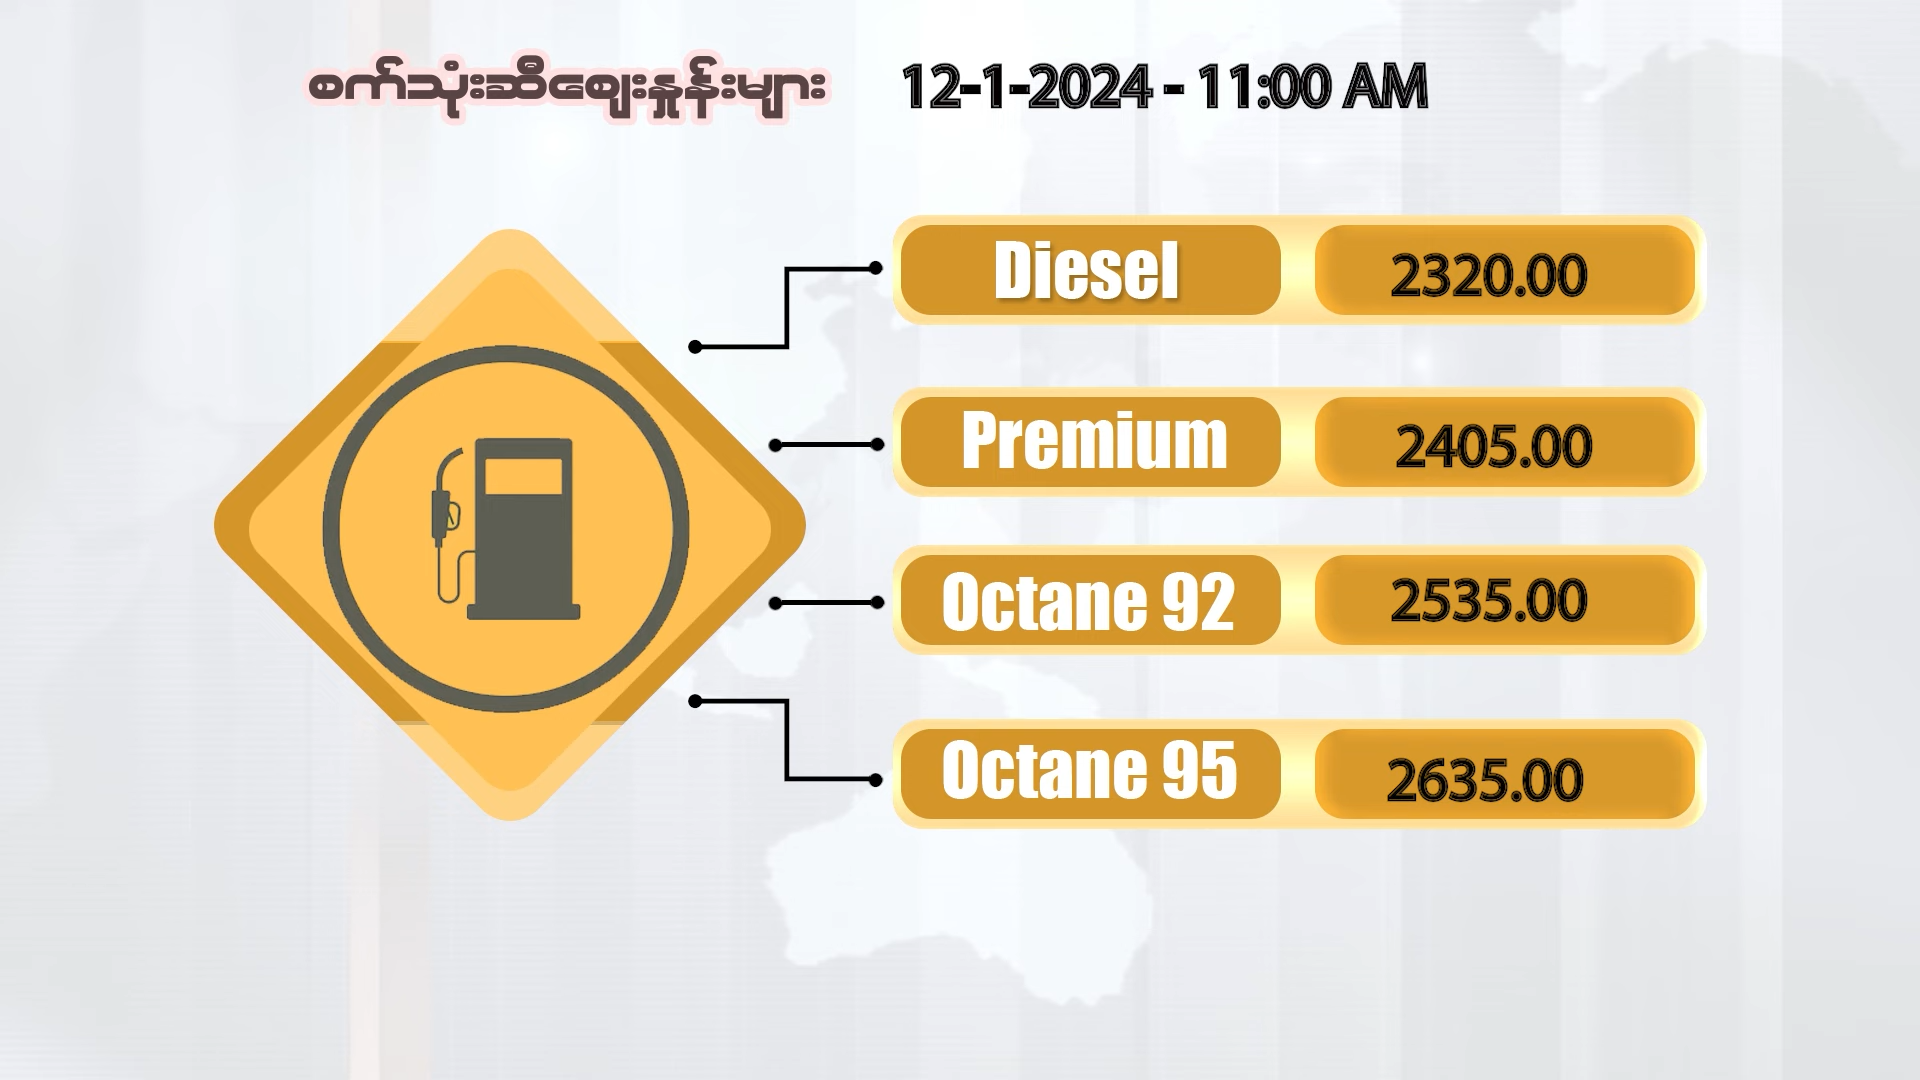 စက်သုံးဆီဈေးနှုန်းများ 12-1-2024 - 11:00 AM
Diesel 2320.00
Premium 2405.00
Octane 92 2535.00
Octane 95 2635.00